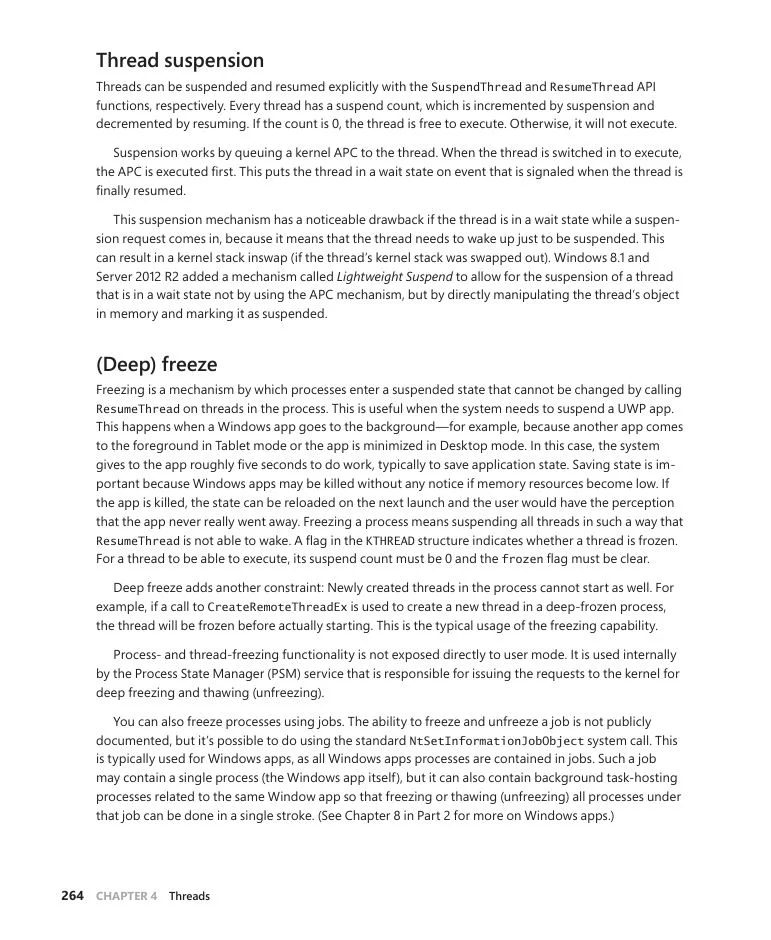 Thread suspension
Threads can be suspended and resumed explicitly with the SuspendThread and ResumeThread API
functions, respectively. Every thread has a suspend count, which is incremented by suspension and
decremented by resuming. If the count is 0, the thread is free to execute. Otherwise, it will not execute.
Suspension works by queuing a kernel APC to the thread. When the thread is switched in to execute,
the APC is executed first. This puts the thread in a wait state on event that is signaled when the thread is
finally resumed.
This suspension mechanism has a noticeable drawback if the thread is in a wait state while a suspen-
sion request comes in, because it means that the thread needs to wake up just to be suspended. This
can result in a kernel stack inswap (if the thread’s kernel stack was swapped out). Windows 8.1 and
Server 2012 R2 added a mechanism called Lightweight Suspend to allow for the suspension of a thread
that is in a wait state not by using the APC mechanism, but by directly manipulating the thread’s object
in memory and marking it as suspended.
(Deep) freeze
Freezing is a mechanism by which processes enter a suspended state that cannot be changed by calling
ResumeThread on threads in the process. This is useful when the system needs to suspend a UWP app.
This happens when a Windows app goes to the background—for example, because another app comes
to the foreground in Tablet mode or the app is minimized in Desktop mode. In this case, the system
gives to the app roughly five seconds to do work, typically to save application state. Saving state is im-
portant because Windows apps may be killed without any notice if memory resources become low. If
the app is killed, the state can be reloaded on the next launch and the user would have the perception
that the app never really went away. Freezing a process means suspending all threads in such a way that
ResumeThread is not able to wake. A flag in the KTHREAD structure indicates whether a thread is frozen.
For a thread to be able to execute, its suspend count must be 0 and the frozen flag must be clear.
Deep freeze adds another constraint: Newly created threads in the process cannot start as well. For
example, if a call to CreateRemoteThreadEx is used to create a new thread in a deep-frozen process,
the thread will be frozen before actually starting. This is the typical usage of the freezing capability.
Process- and thread-freezing functionality is not exposed directly to user mode. It is used internally
by the Process State Manager (PSM) service that is responsible for issuing the requests to the kernel for
deep freezing and thawing (unfreezing).
You can also freeze processes using jobs. The ability to freeze and unfreeze a job is not publicly
documented, but it’s possible to do using the standard NtSetInformationJobObject system call. This
is typically used for Windows apps, as all Windows apps processes are contained in jobs. Such a job
may contain a single process (the Windows app itself), but it can also contain background task-hosting
processes related to the same Window app so that freezing or thawing (unfreezing) all processes under
that job can be done in a single stroke. (See Chapter 8 in Part 2 for more on Windows apps.)
264 CHAPTER 4 Threads